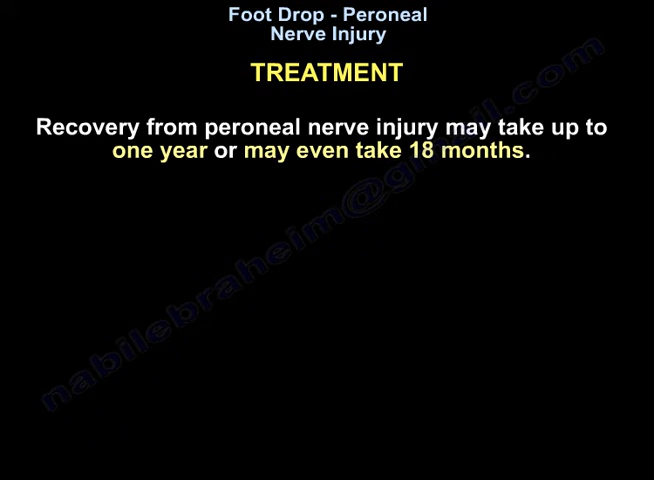 Foot Drop - Peroneal
Nerve Injury
TREATMENT
Recovery from peroneal nerve injury may take up to
one year or may even take 18 months.
nabilebraheim@gmail.com